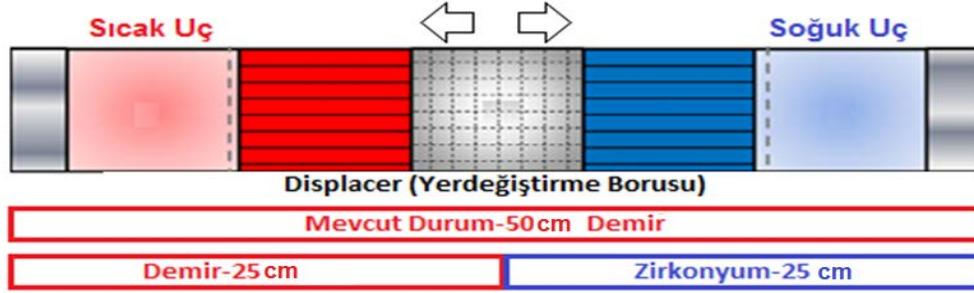 Sıcak Uç
Soğuk Uç
Displacer (Yerdeğiştirme Borusu)
Mevcut Durum-50cm Demir
Demir-25cm
Zirkonyum-25 cm